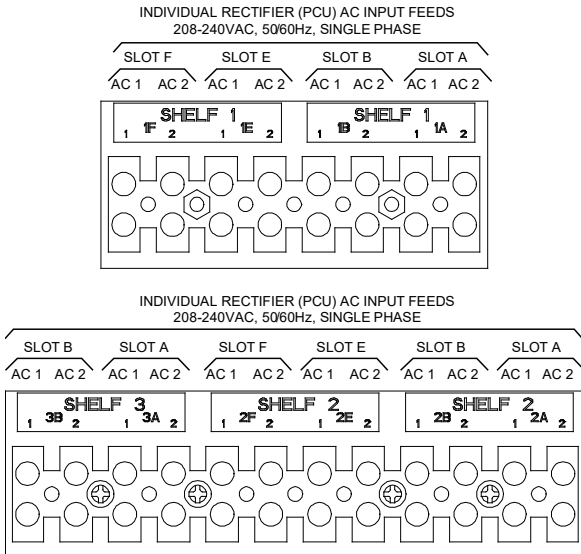 INDIVIDUAL RECTIFIER (PCU) AC INPUT FEEDS
208-240VAC, 50/60Hz, SINGLE PHASE
SLOT F SLOT E SLOT B SLOT A
AC 1 AC 2 AC 1 AC 2 AC 1 AC 2 AC 1 AC 2
SHELF 1 SHELF 1
1 1F 2 1 1E 2 1 1B 2 1 1A 2
INDIVIDUAL RECTIFIER (PCU) AC INPUT FEEDS
208-240VAC, 50/60Hz, SINGLE PHASE
SLOT B SLOT A SLOT F SLOT E SLOT B SLOT A
AC 1 AC 2 AC 1 AC 2 AC 1 AC 2 AC 1 AC 2 AC 1 AC 2 AC 1 AC 2
SHELF 3 SHELF 2 SHELF 2
1 3B 2 1 3A 2 1 2F 2 1 2E 2 1 2B 2 1 2A 2